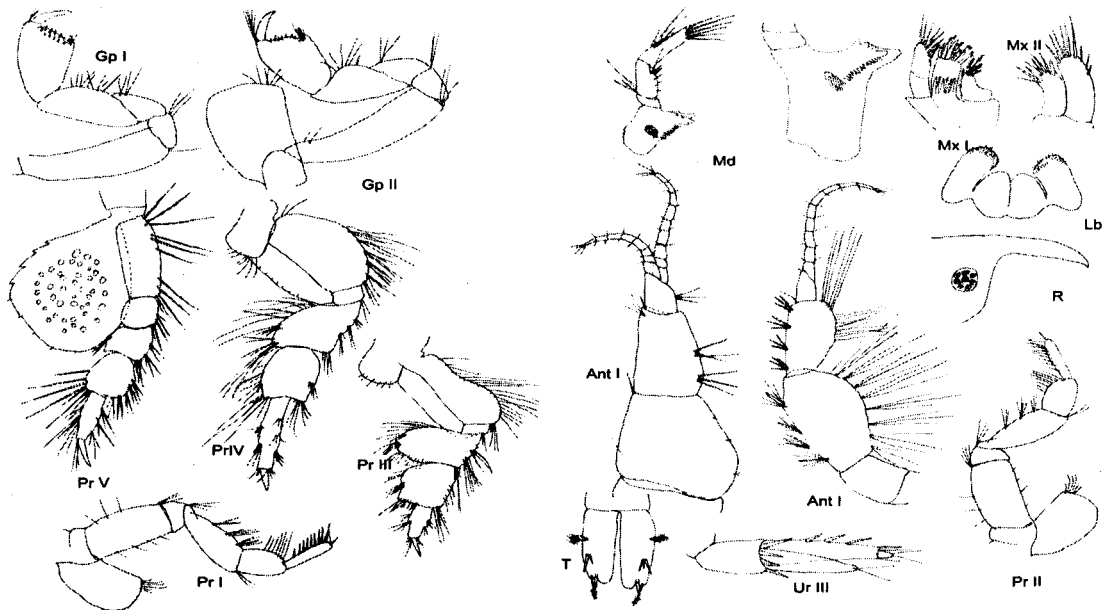 Gp I
Gp II
Md
Mx II
Mx I
Lb
R
Ant I
Ant I
Pr V
PrIV
Pr III
Pr I
T
Ur III
Pr II